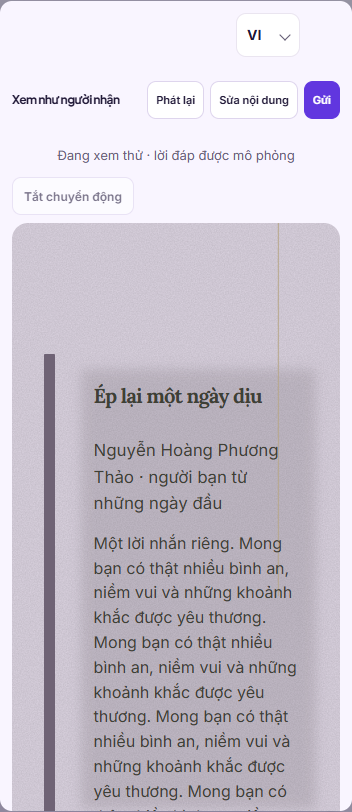 VI
Xem như người nhận
Phát lại
Sửa nội dung
Gửi
Đang xem thử · lời đáp được mô phỏng
Tắt chuyển động
Ép lại một ngày dịu
Nguyễn Hoàng Phương
Thảo · người bạn từ
những ngày đầu
Một lời nhắn riêng. Mong
bạn có thật nhiều bình an,
niềm vui và những khoảnh
khắc được yêu thương.
Mong bạn có thật nhiều
bình an, niềm vui và những
khoảnh khắc được yêu
thương. Mong bạn có thật
nhiều bình an, niềm vui và
những khoảnh khắc được
yêu thương. Mong bạn có